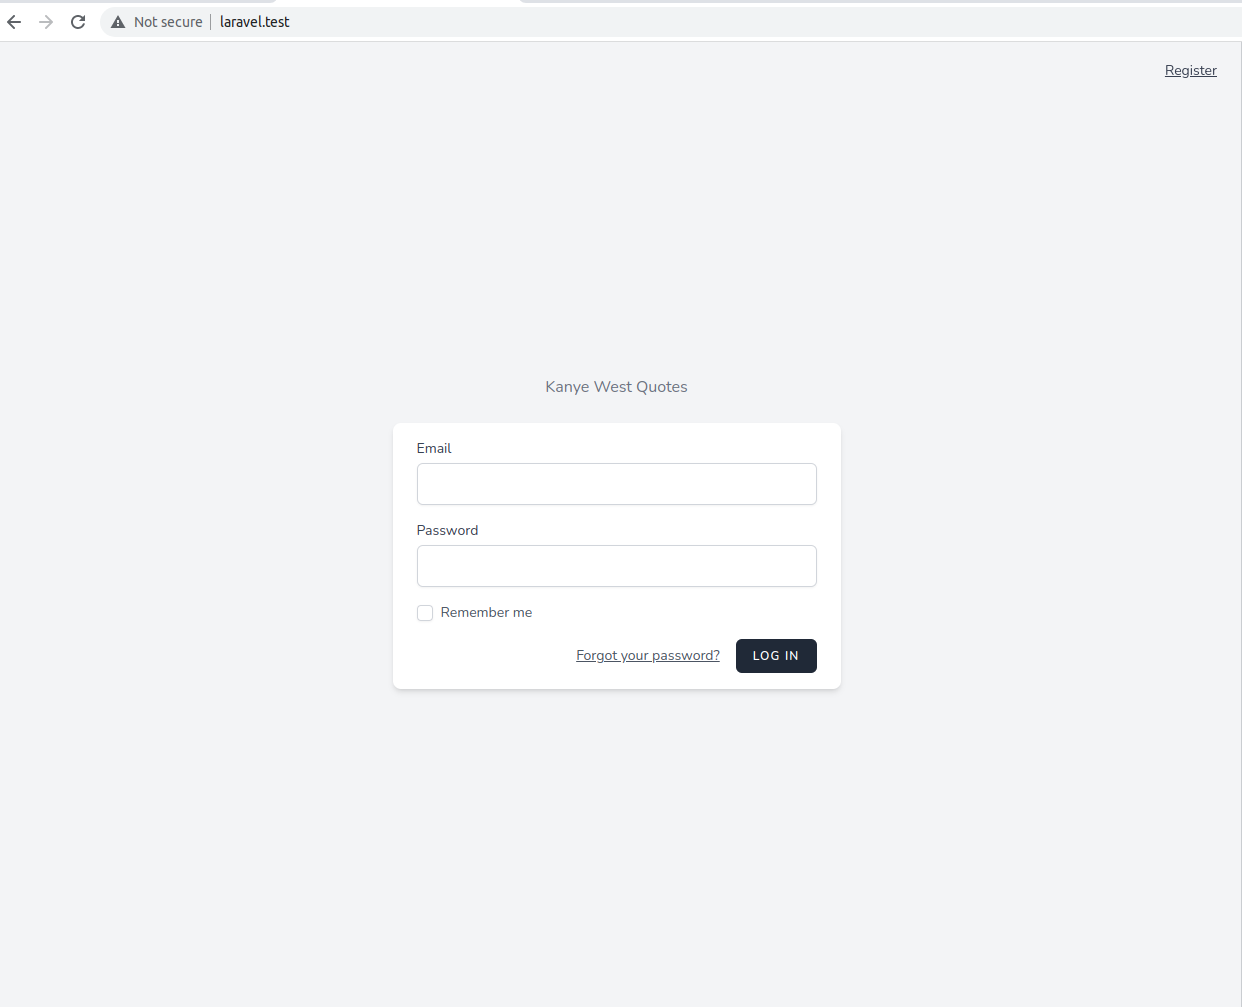 Not secure laravel.test
Register
Kanye West Quotes
Email
Password
Remember me
Forgot your password? LOG IN